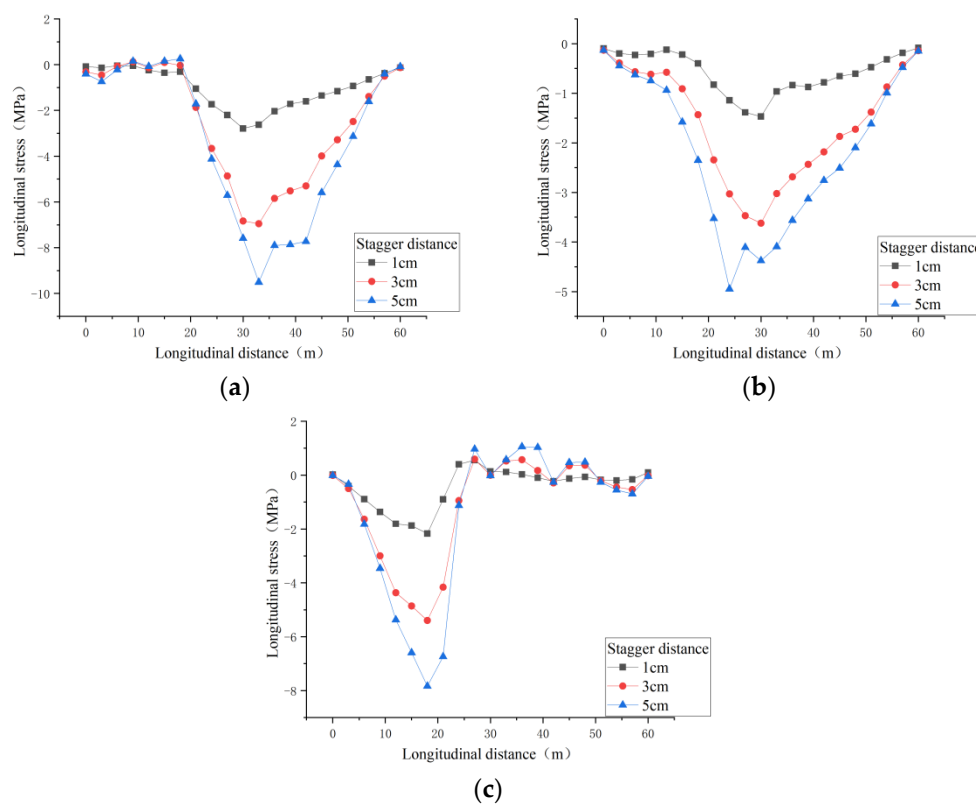 2
0
-2
-4
-6
-8
-10
Longitudinal stress（MPa）
Stagger distance
1cm
3cm
5cm
0 10 20 30 40 50 60
Longitudinal distance（m）
(a)
0
-1
-2
-3
-4
-5
Longitudinal stress（MPa）
Stagger distance
1cm
3cm
5cm
0 10 20 30 40 50 60
Longitudinal distance（m）
(b)
2
0
-2
-4
-6
-8
Longitudinal stress（MPa）
Stagger distance
1cm
3cm
5cm
0 10 20 30 40 50 60
Longitudinal distance（m）
(c)